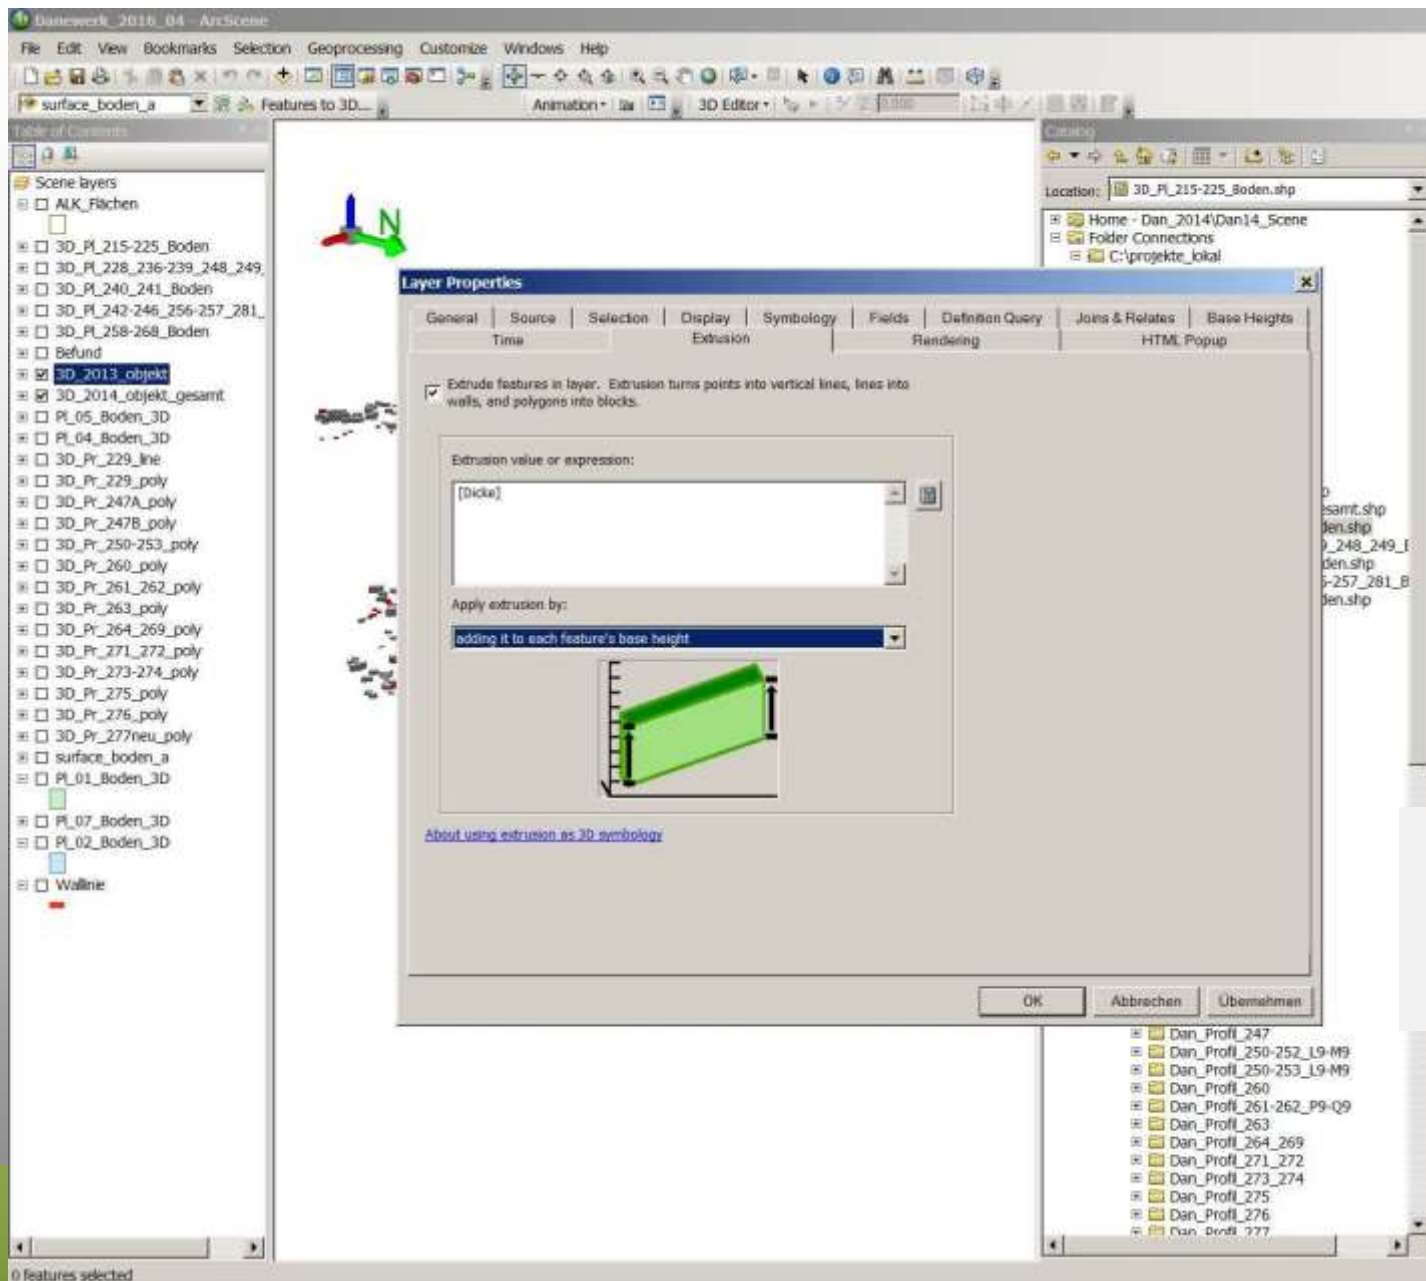 Danewerk_2016_04 - ArcScene
File Edit View Bookmarks Selection Geoprocessing Customize Windows Help
surface_boden_a Features to 3D... Animation 3D Editor
Table of Contents
Scene layers
ALK_Flächen
3D_Pl_215-225_Boden
3D_Pl_228_236-239_248_249_
3D_Pl_240_241_Boden
3D_Pl_242-246_256-257_281_
3D_Pl_258-268_Boden
Befund
3D_2013_objekt
3D_2014_objekt_gesamt
Pl_05_Boden_3D
Pl_04_Boden_3D
3D_Pr_229_line
3D_Pr_229_poly
3D_Pr_247A_poly
3D_Pr_247B_poly
3D_Pr_250-253_poly
3D_Pr_260_poly
3D_Pr_261_262_poly
3D_Pr_263_poly
3D_Pr_264_269_poly
3D_Pr_271_272_poly
3D_Pr_273-274_poly
3D_Pr_275_poly
3D_Pr_276_poly
3D_Pr_277neu_poly
surface_boden_a
Pl_01_Boden_3D
Pl_07_Boden_3D
Pl_02_Boden_3D
Wallinie
0 features selected
N
Layer Properties
General Source Selection Display Symbology Fields Definition Query Joins & Relates Base Heights
Time Extrusion Rendering HTML Popup
Extrude features in layer. Extrusion turns points into vertical lines, lines into
walls, and polygons into blocks.
Extrusion value or expression:
[Dicke]
Apply extrusion by:
adding it to each feature's base height
About using extrusion as 3D symbology
OK Abbrechen Übernehmen
Catalog
Location: 3D_Pl_215-225_Boden.shp
Home - Dan_2014\Dan14_Scene
Folder Connections
C:\projekte_lokal
esamt.shp
den.shp
9_248_249_B
den.shp
6-257_281_B
den.shp
Dan_Profil_247
Dan_Profil_250-252_L9-M9
Dan_Profil_250-253_L9-M9
Dan_Profil_260
Dan_Profil_261-262_P9-Q9
Dan_Profil_263
Dan_Profil_264_269
Dan_Profil_271_272
Dan_Profil_273_274
Dan_Profil_275
Dan_Profil_276
Dan_Profil_277